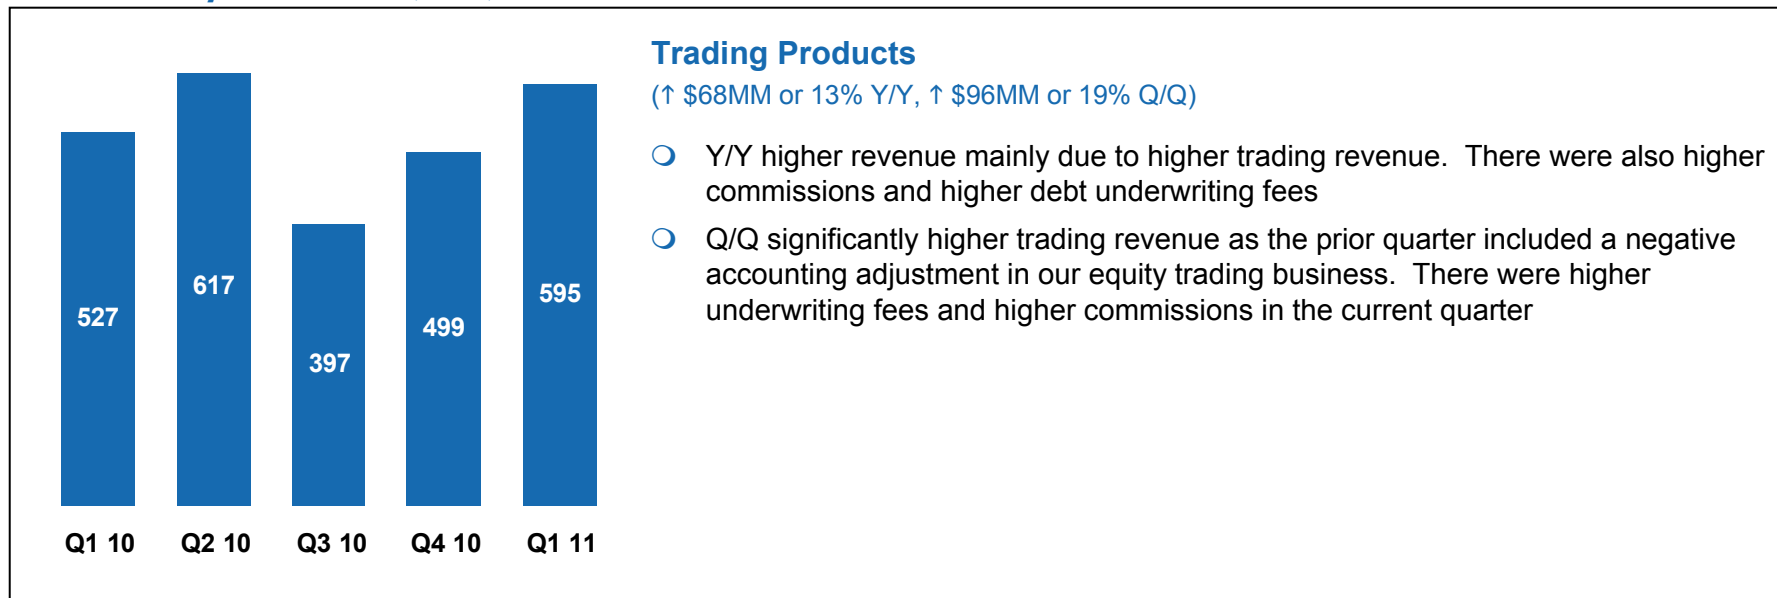 Trading Products
(↑ $68MM or 13% Y/Y, ↑ $96MM or 19% Q/Q)
Y/Y higher revenue mainly due to higher trading revenue.  There were also higher
commissions and higher debt underwriting fees
Q/Q significantly higher trading revenue as the prior quarter included a negative
accounting adjustment in our equity trading business.  There were higher
underwriting fees and higher commissions in the current quarter
527
617
397
499
595
Q1 10
Q2 10
Q3 10
Q4 10
Q1 11